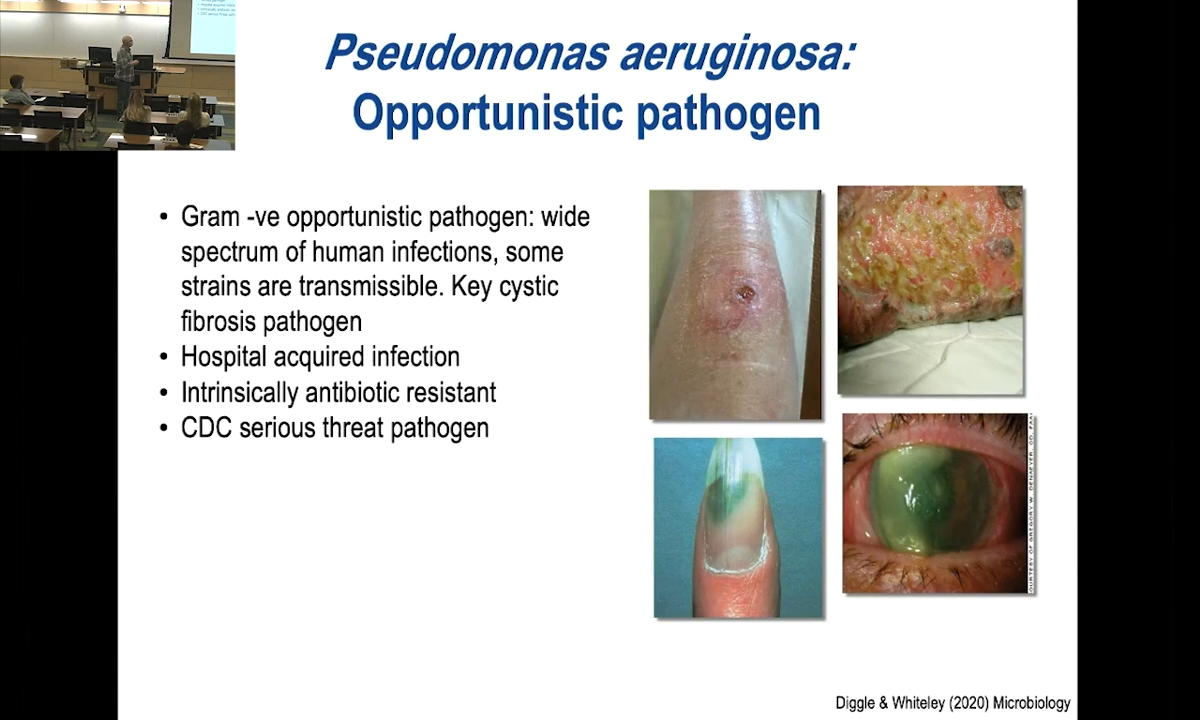 Pseudomonas aeruginosa:
Opportunistic pathogen
• Gram -ve opportunistic pathogen: wide
spectrum of human infections, some
strains are transmissible. Key cystic
fibrosis pathogen
• Hospital acquired infection
• Intrinsically antibiotic resistant
• CDC serious threat pathogen
Diggle & Whiteley (2020) Microbiology